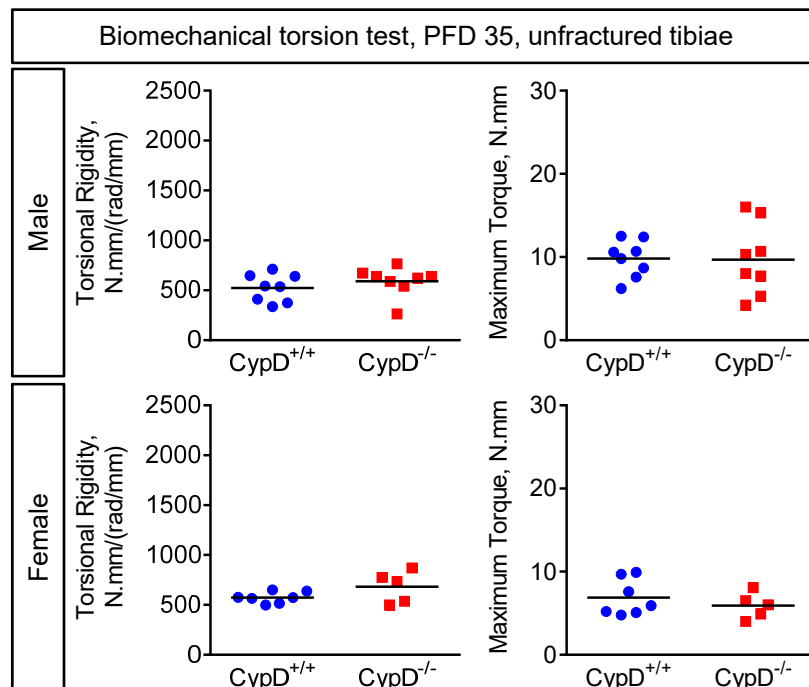 Biomechanical torsion test, PFD 35, unfractured tibiae
Male
Torsional Rigidity,
N.mm/(rad/mm)
2500
2000
1500
1000
500
0
CypD+/+ CypD-/-
Maximum Torque, N.mm
30
20
10
0
CypD+/+ CypD-/-
Female
Torsional Rigidity,
N.mm/(rad/mm)
2500
2000
1500
1000
500
0
CypD+/+ CypD-/-
Maximum Torque, N.mm
30
20
10
0
CypD+/+ CypD-/-